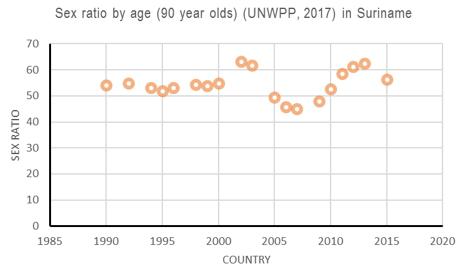 Sex ratio by age (90 year olds) (UNWPP, 2017) in Suriname
70
60
50
40
30
20
10
0
SEX RATIO
1985 1990 1995 2000 2005 2010 2015 2020
COUNTRY